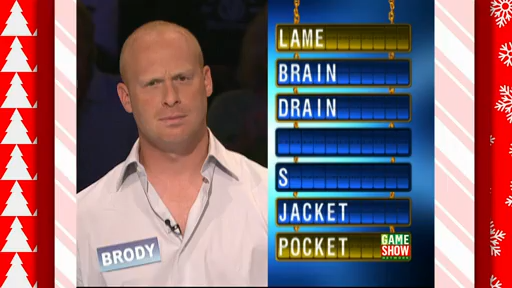 LAME
BRAIN
DRAIN
S
JACKET
POCKET
GAME
SHOW
NETWORK
BRODY